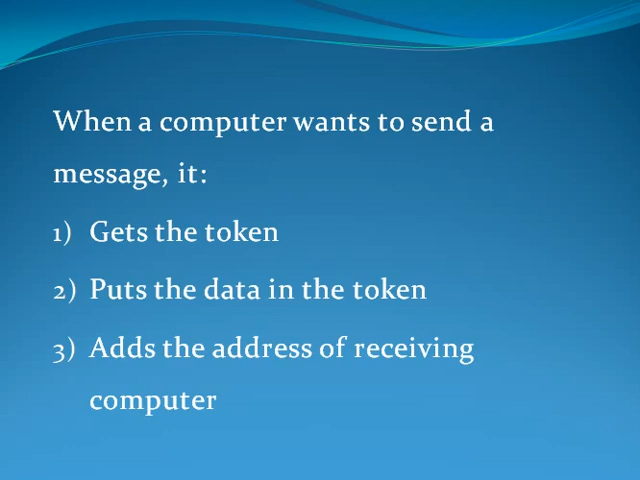 When a computer wants to send a
message, it:
1) Gets the token
2) Puts the data in the token
3) Adds the address of receiving
computer